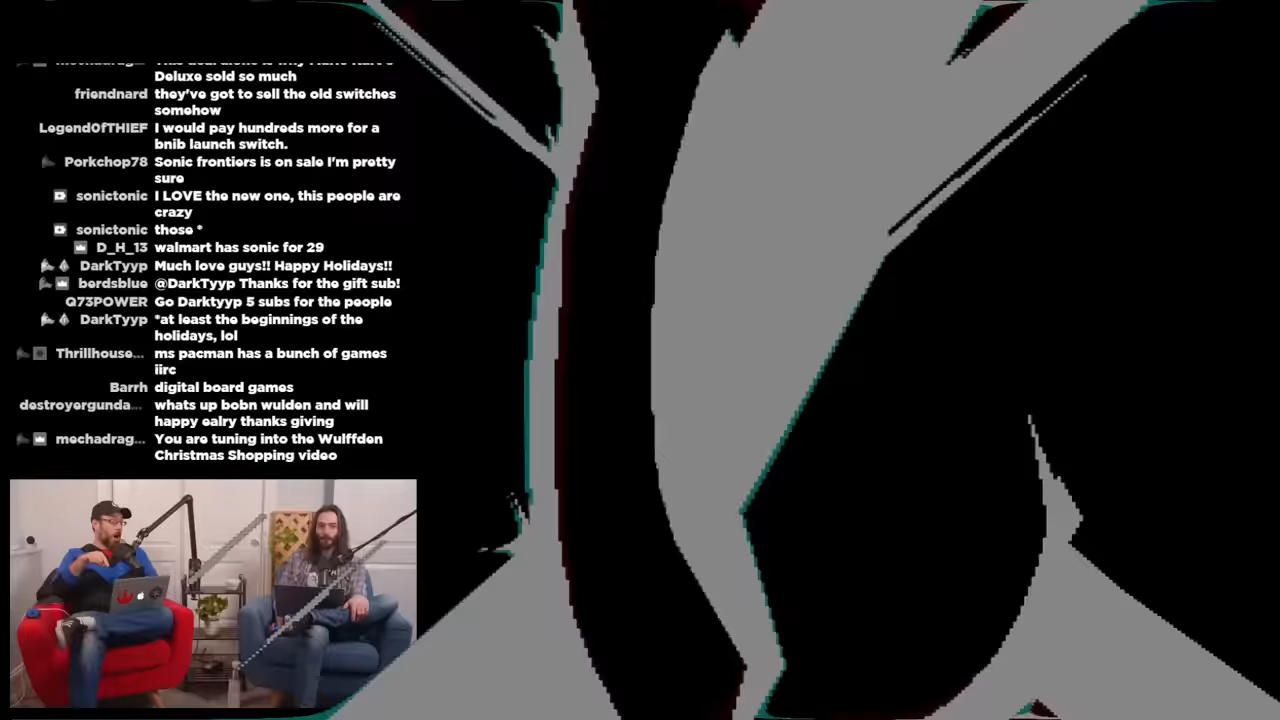 Deluxe sold so much
friendnard they've got to sell the old switches
somehow
LegendOfTHIEF I would pay hundreds more for a
bnib launch switch.
Porkchop78 Sonic frontiers is on sale I'm pretty
sure
sonictonic I LOVE the new one, this people are
crazy
sonictonic those *
D_H_13 walmart has sonic for 29
DarkTyyp Much love guys!! Happy Holidays!!
berdsblue @DarkTyyp Thanks for the gift sub!
Q73POWER Go Darktyyp 5 subs for the people
DarkTyyp *at least the beginnings of the
holidays, lol
Thrillhouse... ms pacman has a bunch of games
iirc
Barrh digital board games
destroyergunda... whats up bobn wulden and will
happy ealry thanks giving
mechadrag... You are tuning into the Wulffden
Christmas Shopping video